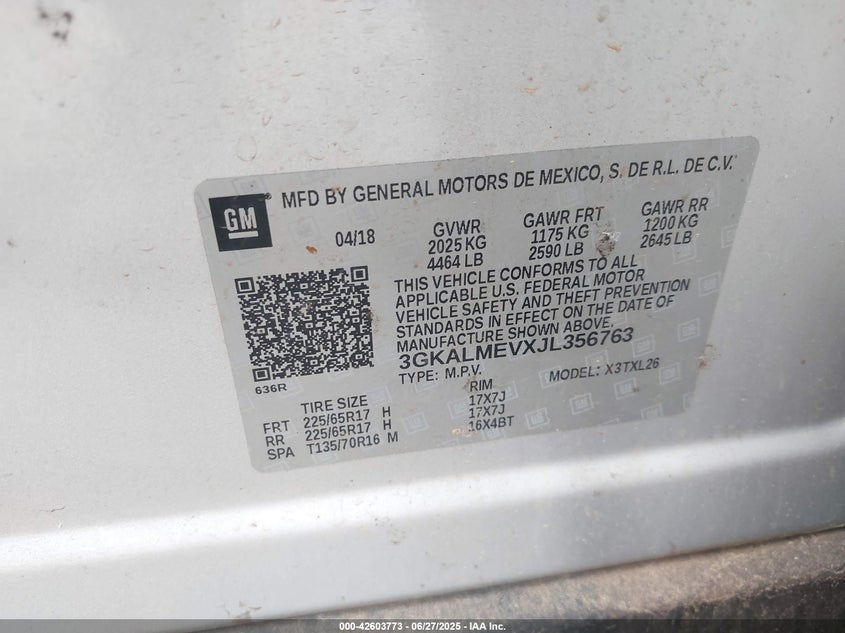 GM
MFD BY GENERAL MOTORS DE MEXICO, S. DE R.L. DE C.V.
04/18
GVWR
2025 KG
4464 LB
GAWR FRT
1175 KG
2590 LB
GAWR RR
1200 KG
2645 LB
THIS VEHICLE CONFORMS TO ALL
APPLICABLE U.S. FEDERAL MOTOR
VEHICLE SAFETY AND THEFT PREVENTION
STANDARDS IN EFFECT ON THE DATE OF
MANUFACTURE SHOWN ABOVE.
3GKALMEVXJL356763
TYPE: M.P.V. MODEL: X3TXL26
636R
TIRE SIZE RIM
FRT 225/65R17 H 17X7J
RR 225/65R17 H 17X7J
SPA T135/70R16 M 16X4BT
000-42603773 - 06/27/2025 - IAA Inc.